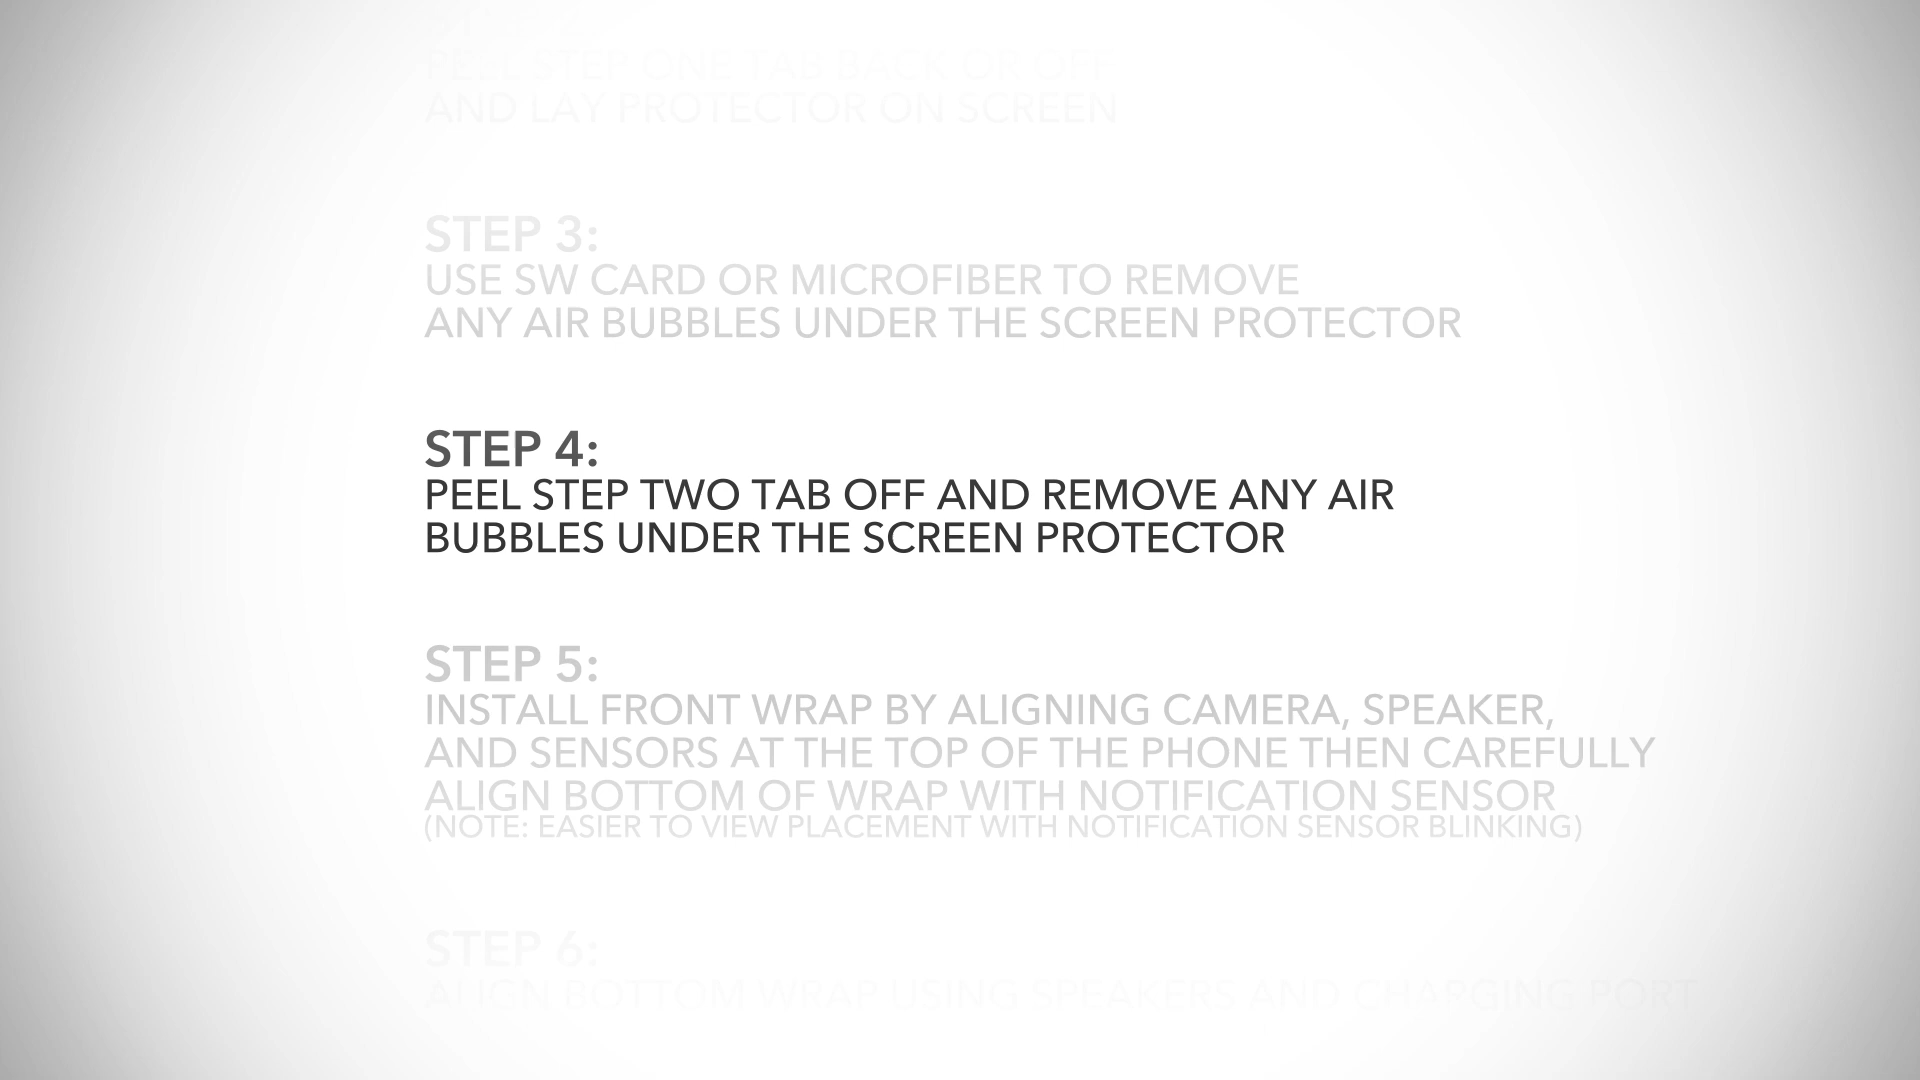 PEEL STEP ONE TAB BACK OR OFF
AND LAY PROTECTOR ON SCREEN
STEP 3:
USE SW CARD OR MICROFIBER TO REMOVE
ANY AIR BUBBLES UNDER THE SCREEN PROTECTOR
STEP 4:
PEEL STEP TWO TAB OFF AND REMOVE ANY AIR
BUBBLES UNDER THE SCREEN PROTECTOR
STEP 5:
INSTALL FRONT WRAP BY ALIGNING CAMERA, SPEAKER,
AND SENSORS AT THE TOP OF THE PHONE THEN CAREFULLY
ALIGN BOTTOM OF WRAP WITH NOTIFICATION SENSOR
(NOTE: EASIER TO VIEW PLACEMENT WITH NOTIFICATION SENSOR BLINKING)
STEP 6:
ALIGN BOTTOM WRAP USING SPEAKERS AND CHARGING PORT